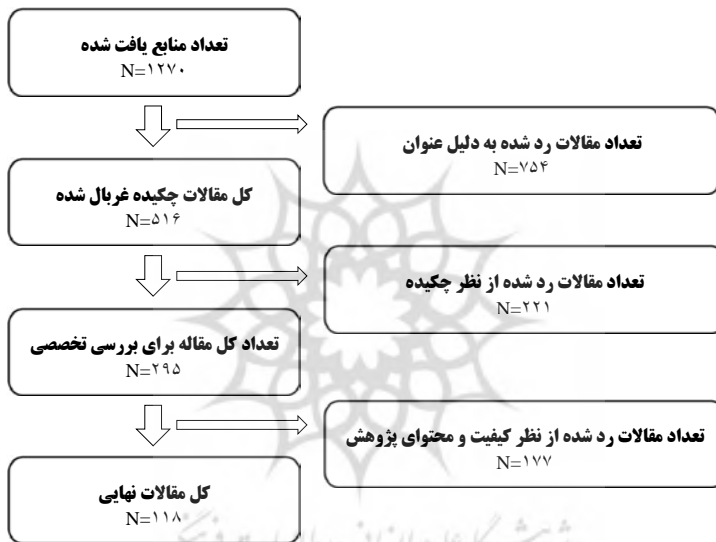 تعداد منابع یافت شده
N=۱۲۷۰
تعداد مقالات رد شده به دلیل عنوان
N=۷۵۴
کل مقالات چکیده غربال شده
N=۵۱۶
تعداد مقالات رد شده از نظر چکیده
N=۲۲۱
تعداد کل مقاله برای بررسی تخصصی
N=۲۹۵
تعداد مقالات رد شده از نظر کیفیت و محتوای پژوهش
N=۱۷۷
کل مقالات نهایی
N=۱۱۸